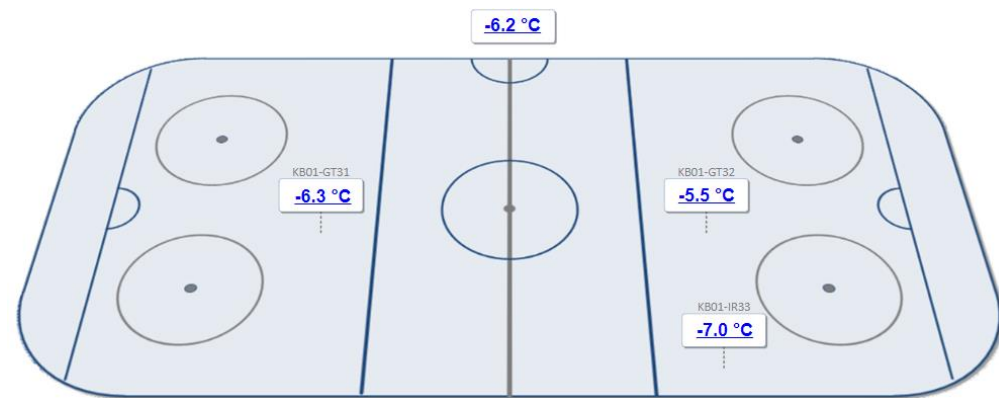 -6.2 °C
KB01-GT31
-6.3 °C
KB01-GT32
-5.5 °C
KB01-IR33
-7.0 °C